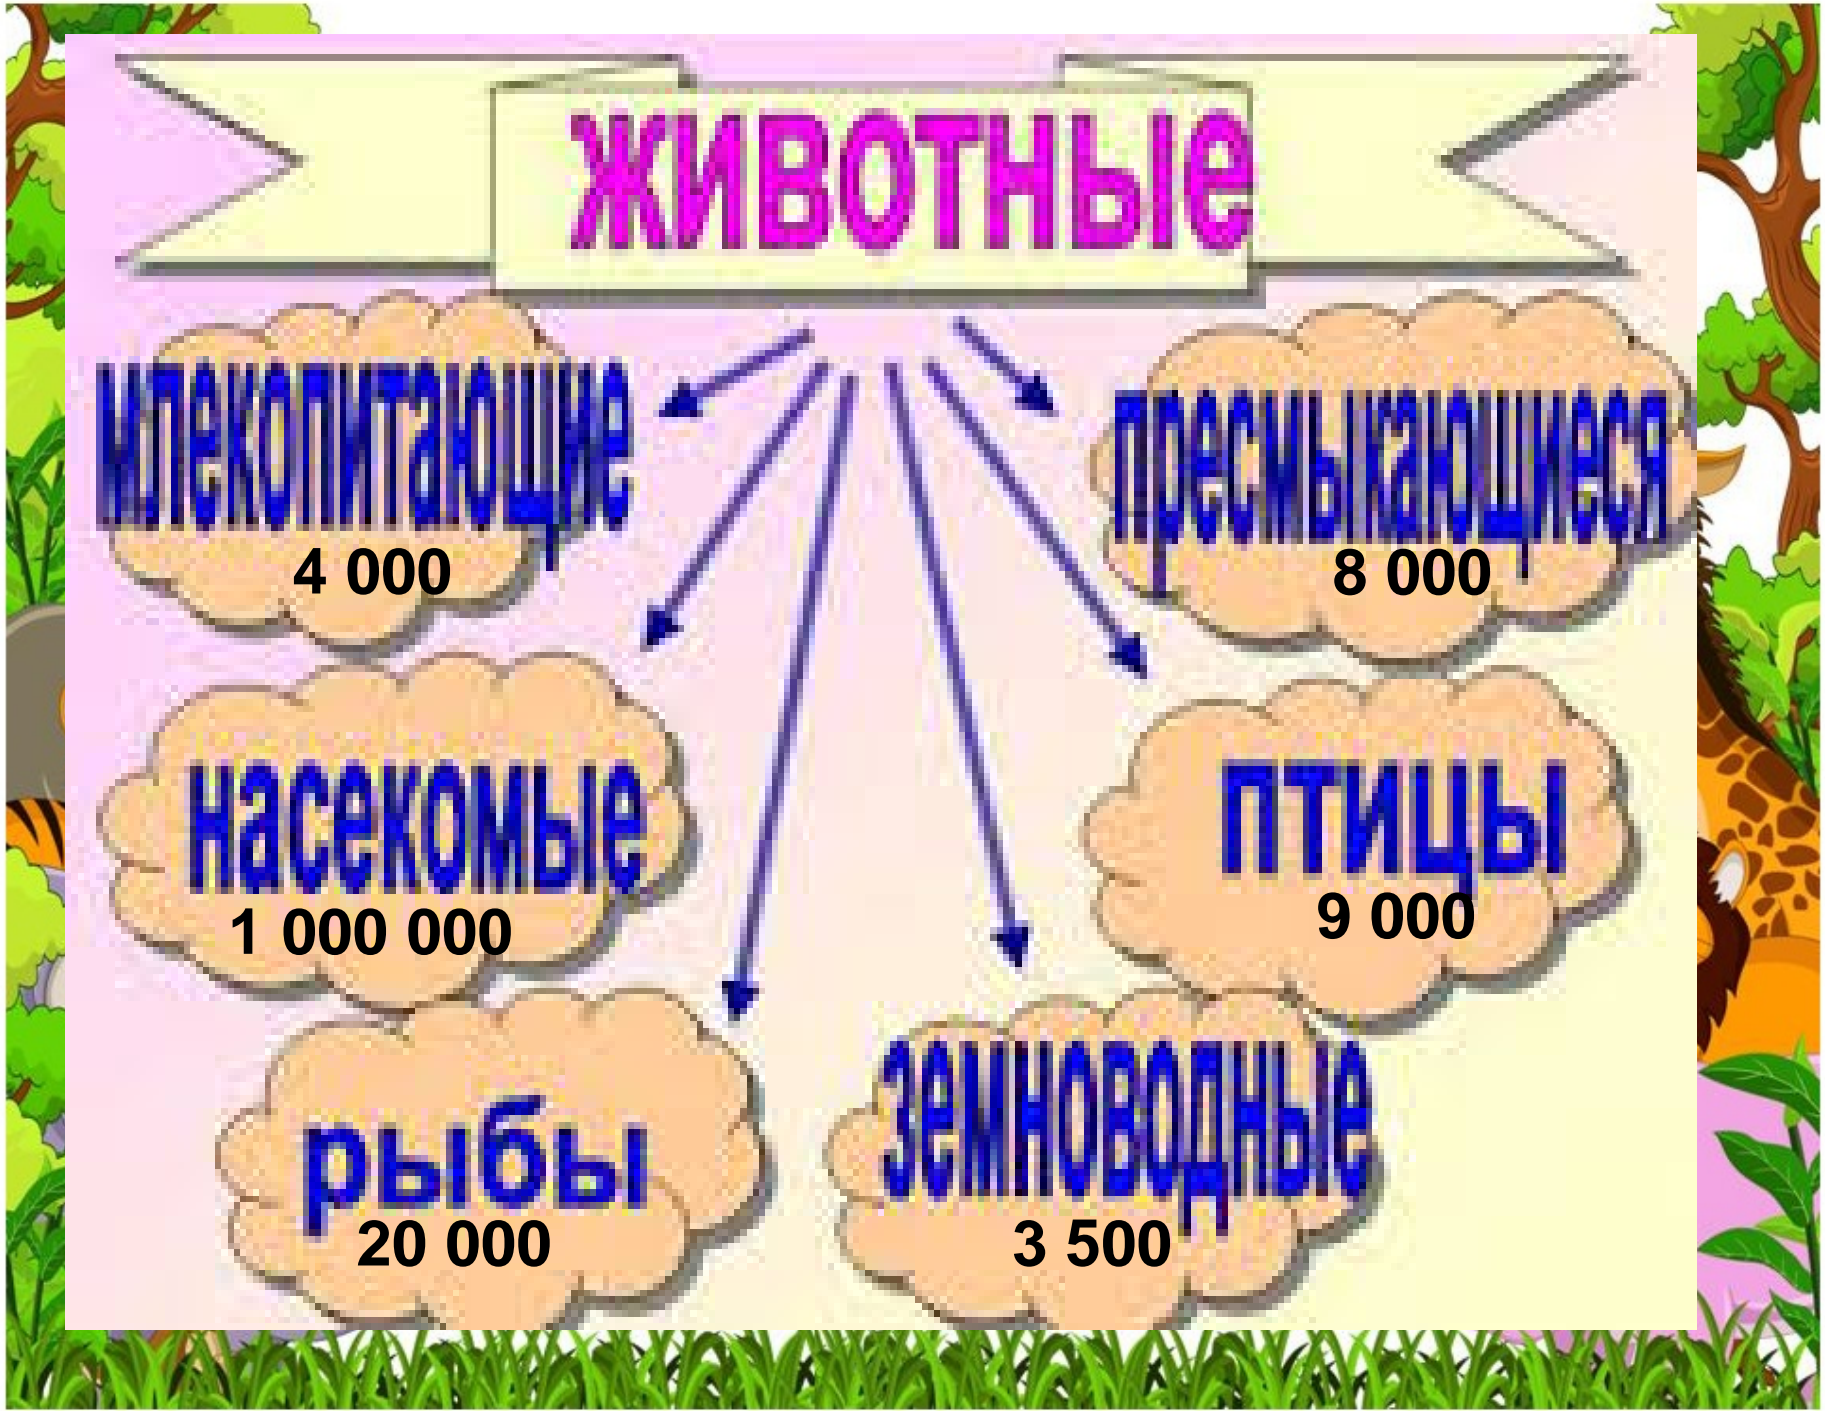 животные
млекопитающие
4 000
пресмыкающиеся
8 000
насекомые
1 000 000
птицы
9 000
рыбы
20 000
земноводные
3 500